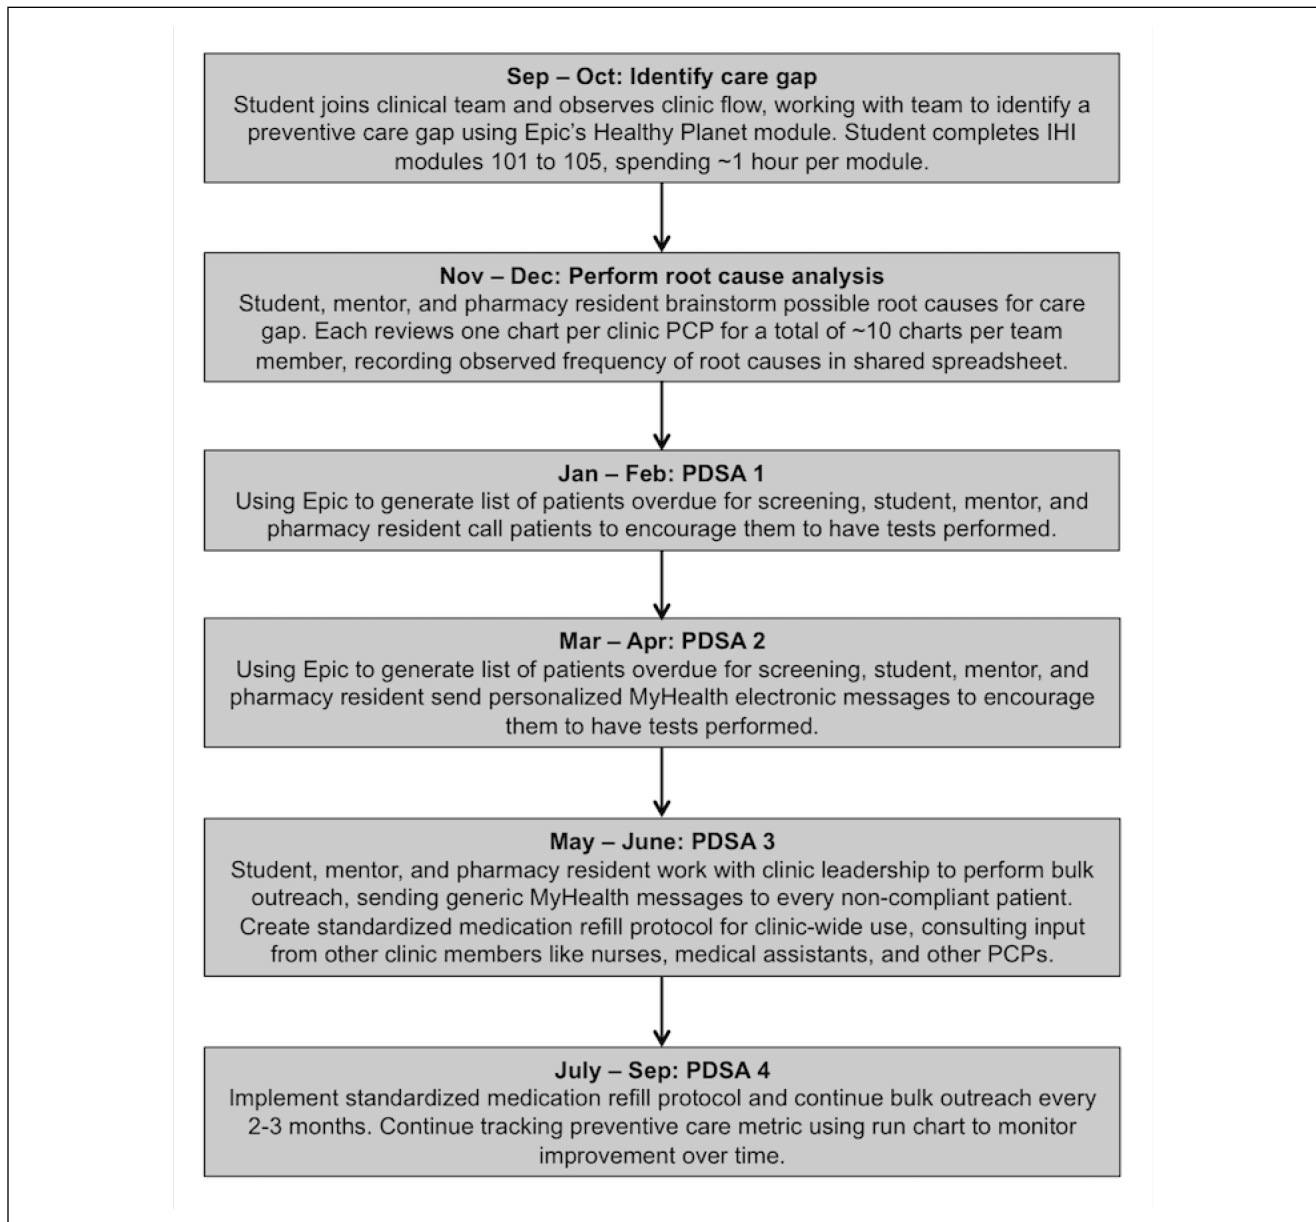 Sep – Oct: Identify care gap
Student joins clinical team and observes clinic flow, working with team to identify a
preventive care gap using Epic's Healthy Planet module. Student completes IHI
modules 101 to 105, spending ~1 hour per module.
Nov – Dec: Perform root cause analysis
Student, mentor, and pharmacy resident brainstorm possible root causes for care
gap. Each reviews one chart per clinic PCP for a total of ~10 charts per team
member, recording observed frequency of root causes in shared spreadsheet.
Jan – Feb: PDSA 1
Using Epic to generate list of patients overdue for screening, student, mentor, and
pharmacy resident call patients to encourage them to have tests performed.
Mar – Apr: PDSA 2
Using Epic to generate list of patients overdue for screening, student, mentor, and
pharmacy resident send personalized MyHealth electronic messages to encourage
them to have tests performed.
May – June: PDSA 3
Student, mentor, and pharmacy resident work with clinic leadership to perform bulk
outreach, sending generic MyHealth messages to every non-compliant patient.
Create standardized medication refill protocol for clinic-wide use, consulting input
from other clinic members like nurses, medical assistants, and other PCPs.
July – Sep: PDSA 4
Implement standardized medication refill protocol and continue bulk outreach every
2-3 months. Continue tracking preventive care metric using run chart to monitor
improvement over time.